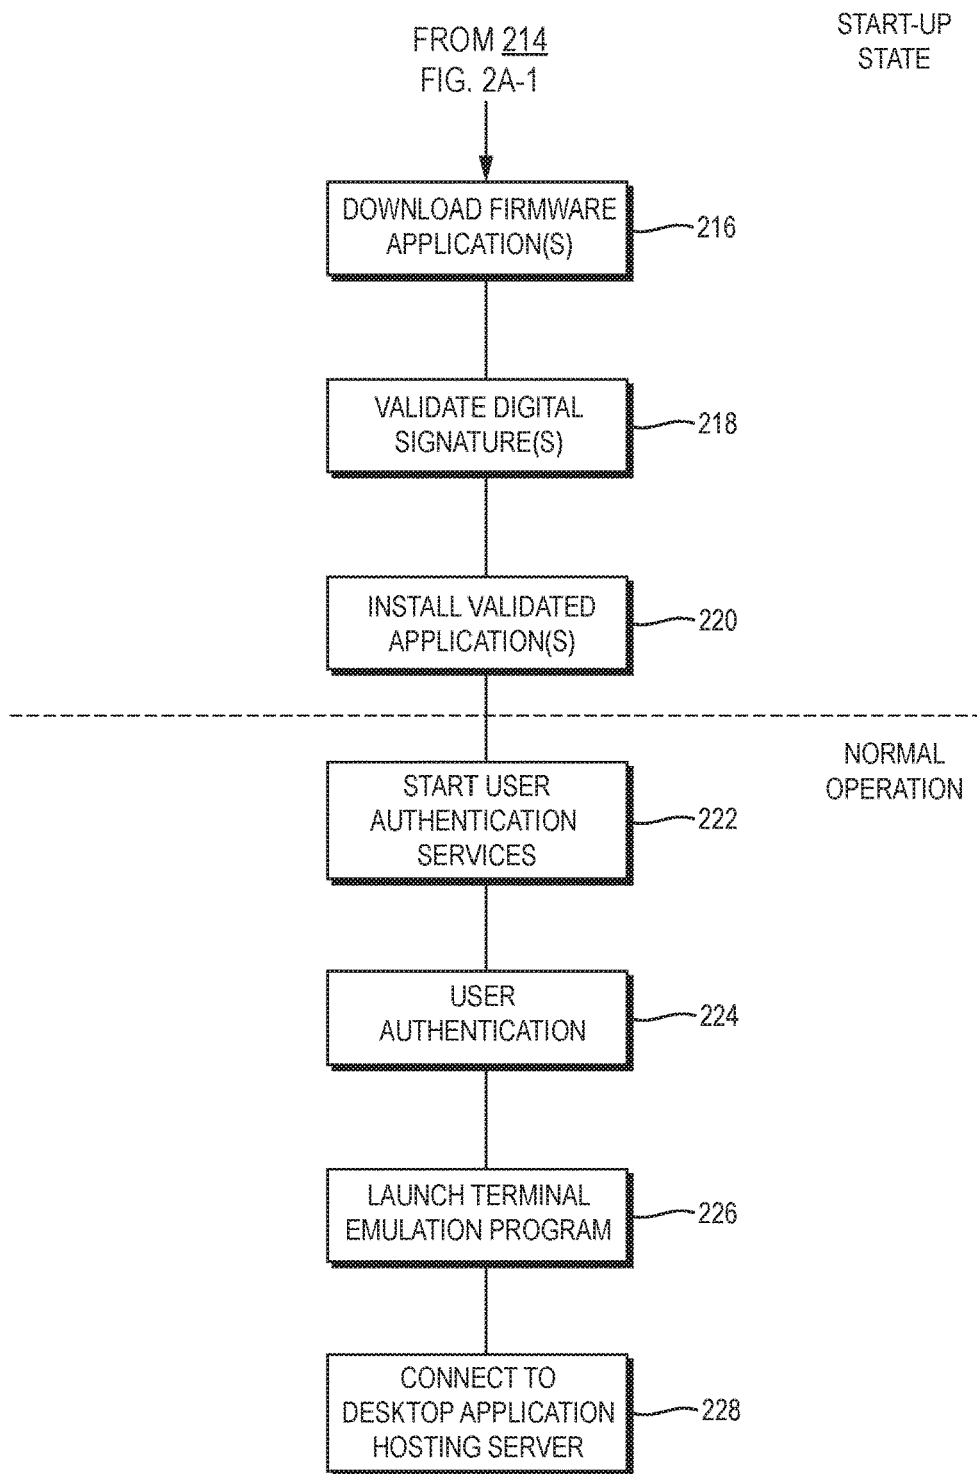 START-UP
STATE
FROM 214
FIG. 2A-1
DOWNLOAD FIRMWARE
APPLICATION(S)
216
VALIDATE DIGITAL
SIGNATURE(S)
218
INSTALL VALIDATED
APPLICATION(S)
220
NORMAL
OPERATION
START USER
AUTHENTICATION
SERVICES
222
USER
AUTHENTICATION
224
LAUNCH TERMINAL
EMULATION PROGRAM
226
CONNECT TO
DESKTOP APPLICATION
HOSTING SERVER
228